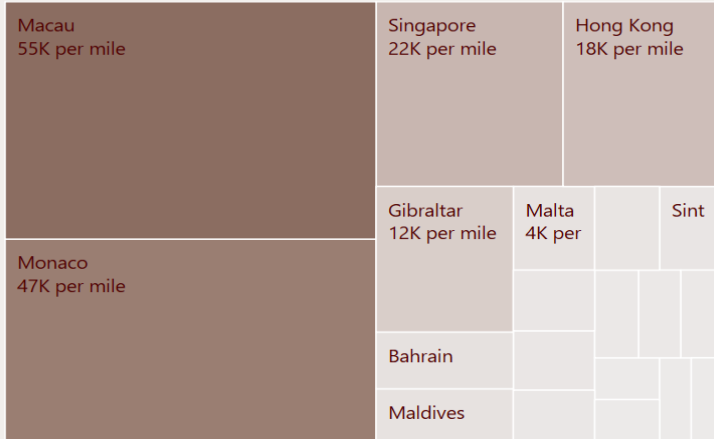 Macau
55K per mile
Singapore
22K per mile
Hong Kong
18K per mile
Monaco
47K per mile
Gibraltar
12K per mile
Malta
4K per
Sint
Bahrain
Maldives